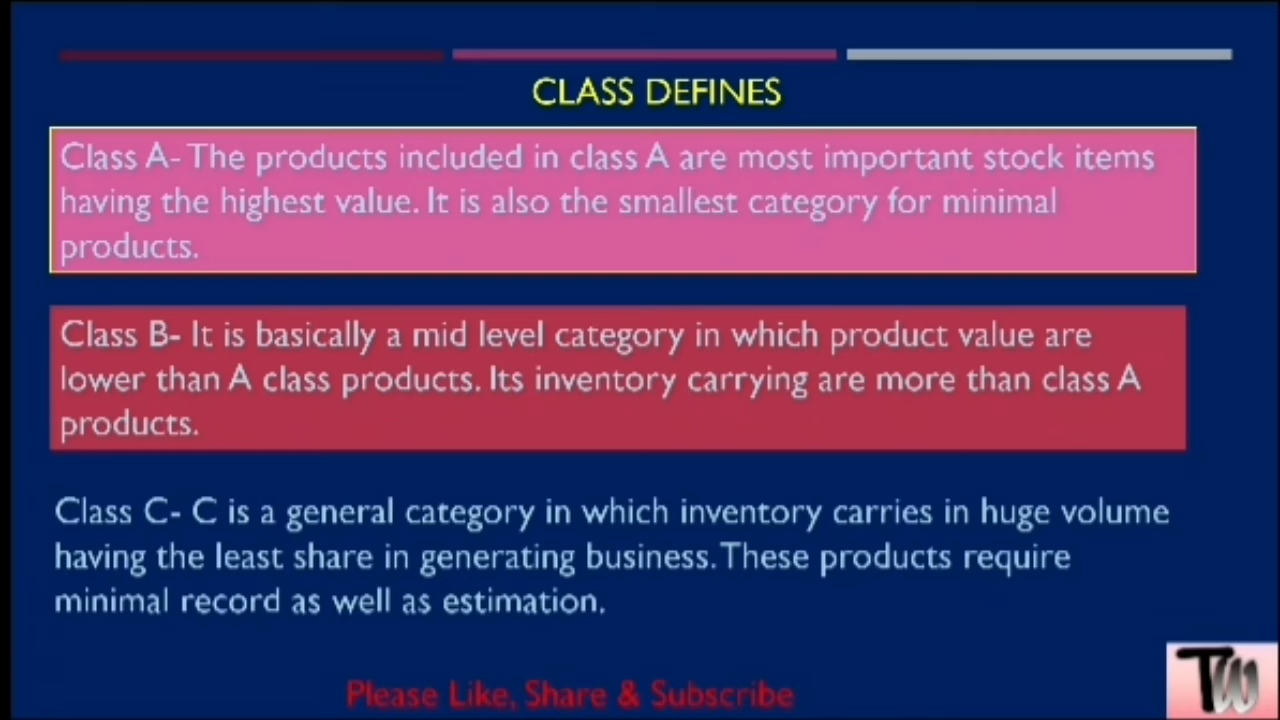 CLASS DEFINES
Class A- The products included in class A are most important stock items
having the highest value. It is also the smallest category for minimal
products.
Class B- It is basically a mid level category in which product value are
lower than A class products. Its inventory carrying are more than class A
products.
Class C- C is a general category in which inventory carries in huge volume
having the least share in generating business. These products require
minimal record as well as estimation.
Please Like, Share & Subscribe
TW